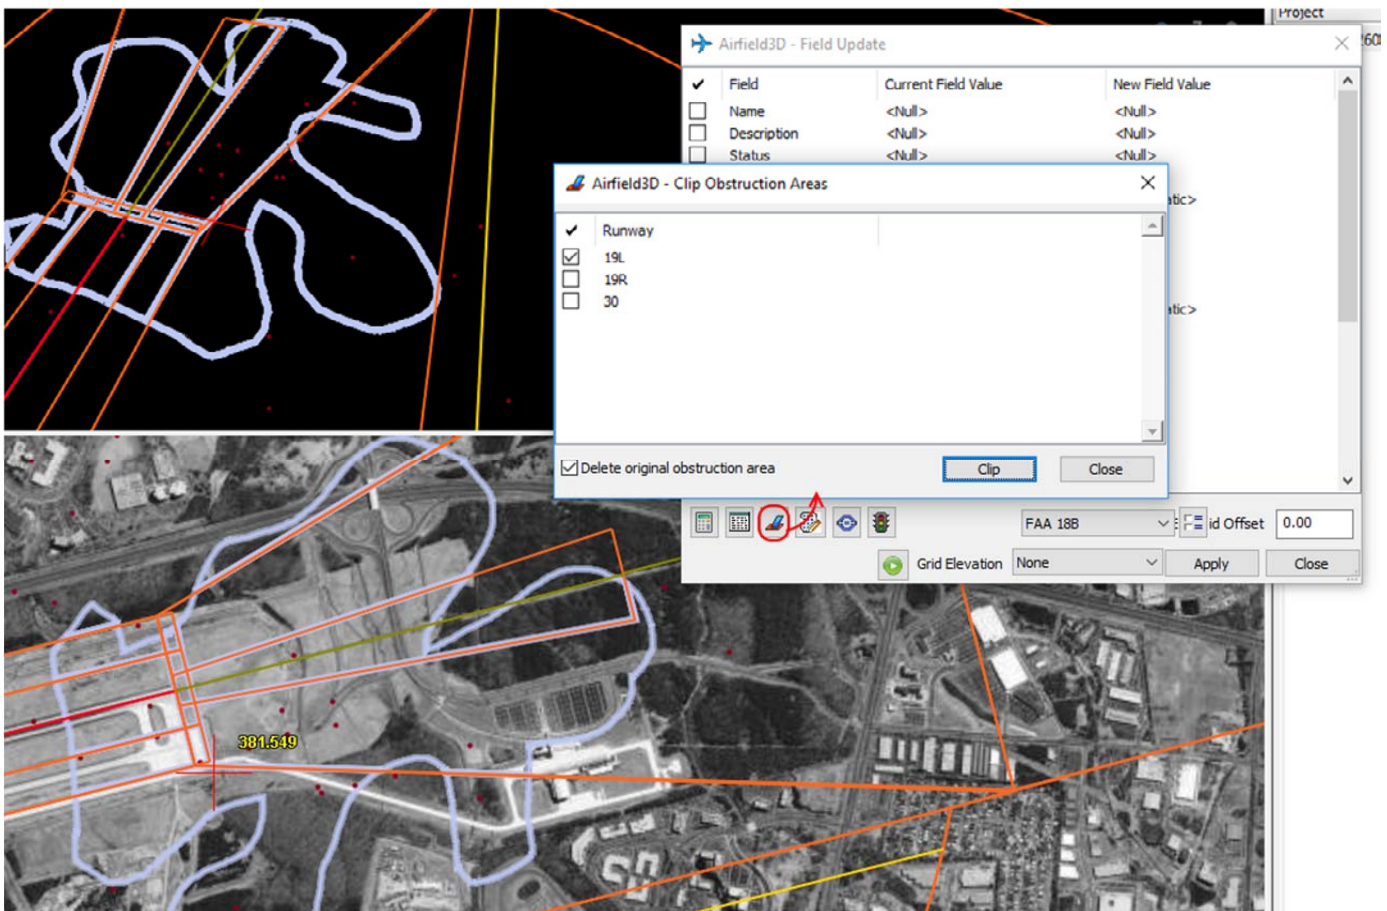 Project
Airfield3D - Field Update
Field Current Field Value New Field Value
Name <Null> <Null>
Description <Null> <Null>
Status <Null> <Null>
Airfield3D - Clip Obstruction Areas
Runway
19L
19R
30
Delete original obstruction area
Clip
Close
FAA 18B
id Offset
0.00
Grid Elevation
None
Apply
Close
381.549